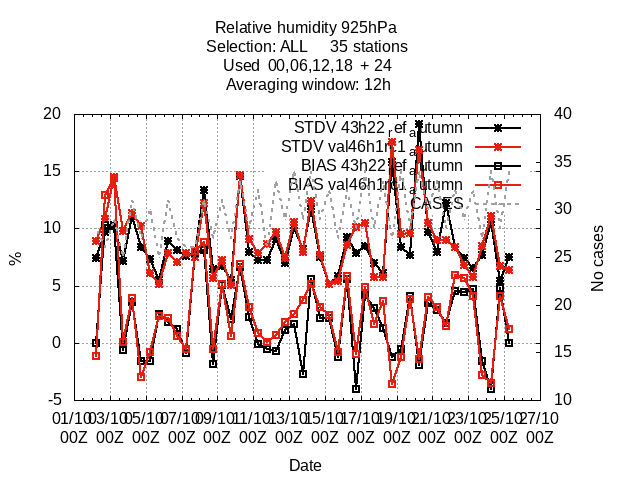 Relative humidity 925hPa
Selection: ALL 35 stations
Used 00,06,12,18 + 24
Averaging window: 12h
20 40
STDV 43h22_ref_autumn
STDV val46h1rc1_autumn
15 35
BIAS 43h22_ref_autumn
BIAS val46h1rc1_autumn
CASES
10 30
% No cases
5 25
20
0 15
-5 10
01/10 03/10 05/10 07/10 09/10 11/10 13/10 15/10 17/10 19/10 21/10 23/10 25/10 27/10
00Z 00Z 00Z 00Z 00Z 00Z 00Z 00Z 00Z 00Z 00Z 00Z 00Z 00Z
Date